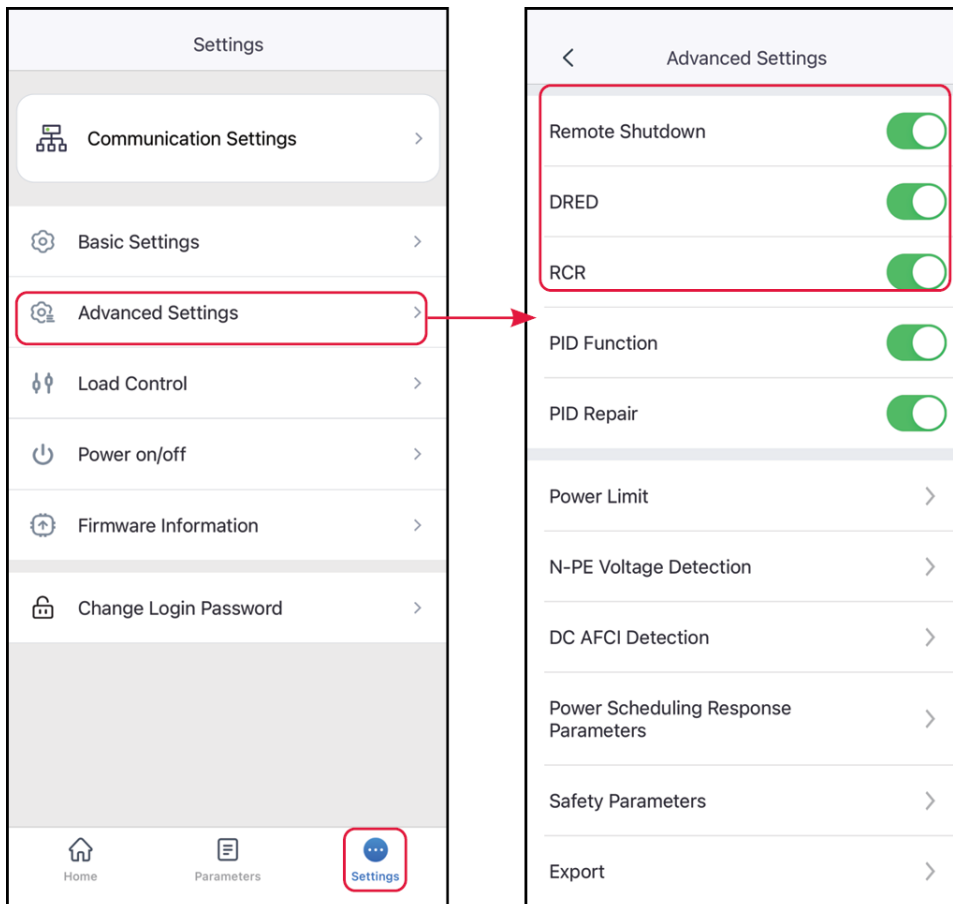 Settings
Communication Settings
Basic Settings
Advanced Settings
Load Control
Power on/off
Firmware Information
Change Login Password
Home
Parameters
Settings
Advanced Settings
Remote Shutdown
DRED
RCR
PID Function
PID Repair
Power Limit
N-PE Voltage Detection
DC AFCI Detection
Power Scheduling Response
Parameters
Safety Parameters
Export